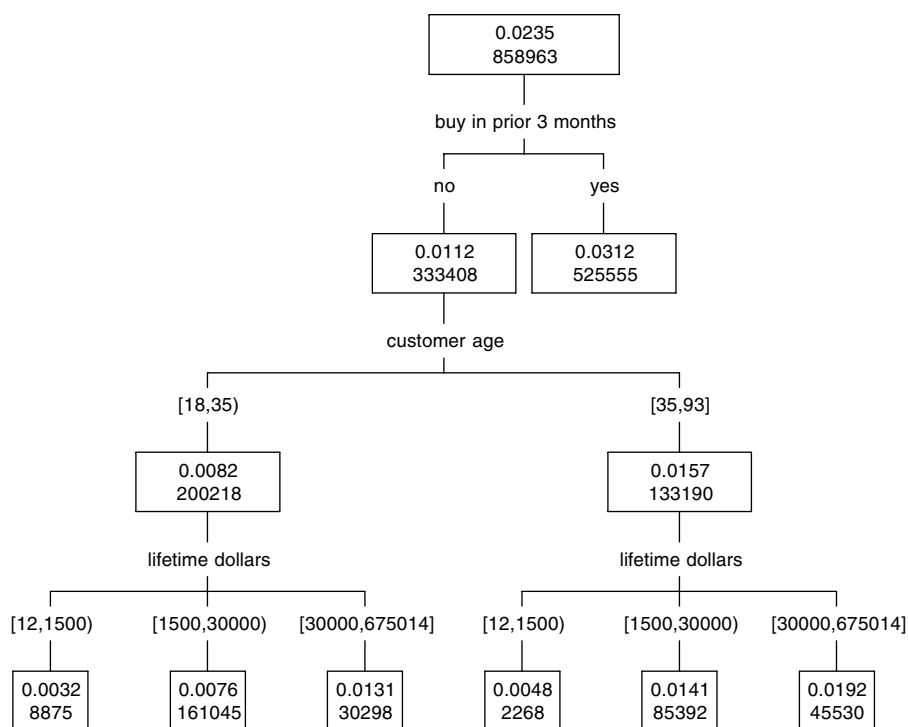 0.0235
858963
buy in prior 3 months
no yes
0.0112 0.0312
333408 525555
customer age
[18,35) [35,93]
0.0082 0.0157
200218 133190
lifetime dollars lifetime dollars
[12,1500) [1500,30000) [30000,675014] [12,1500) [1500,30000) [30000,675014]
0.0032 0.0076 0.0131 0.0048 0.0141 0.0192
8875 161045 30298 2268 85392 45530